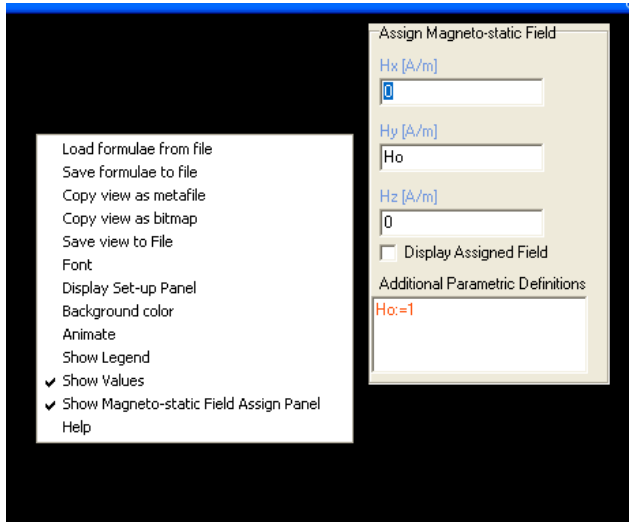 Load formulae from file
Save formulae to file
Copy view as metafile
Copy view as bitmap
Save view to File
Font
Display Set-up Panel
Background color
Animate
Show Legend
Show Values
Show Magneto-static Field Assign Panel
Help
Assign Magneto-static Field
Hx [A/m]
0
Hy [A/m]
Ho
Hz [A/m]
0
Display Assigned Field
Additional Parametric Definitions
Ho:=1